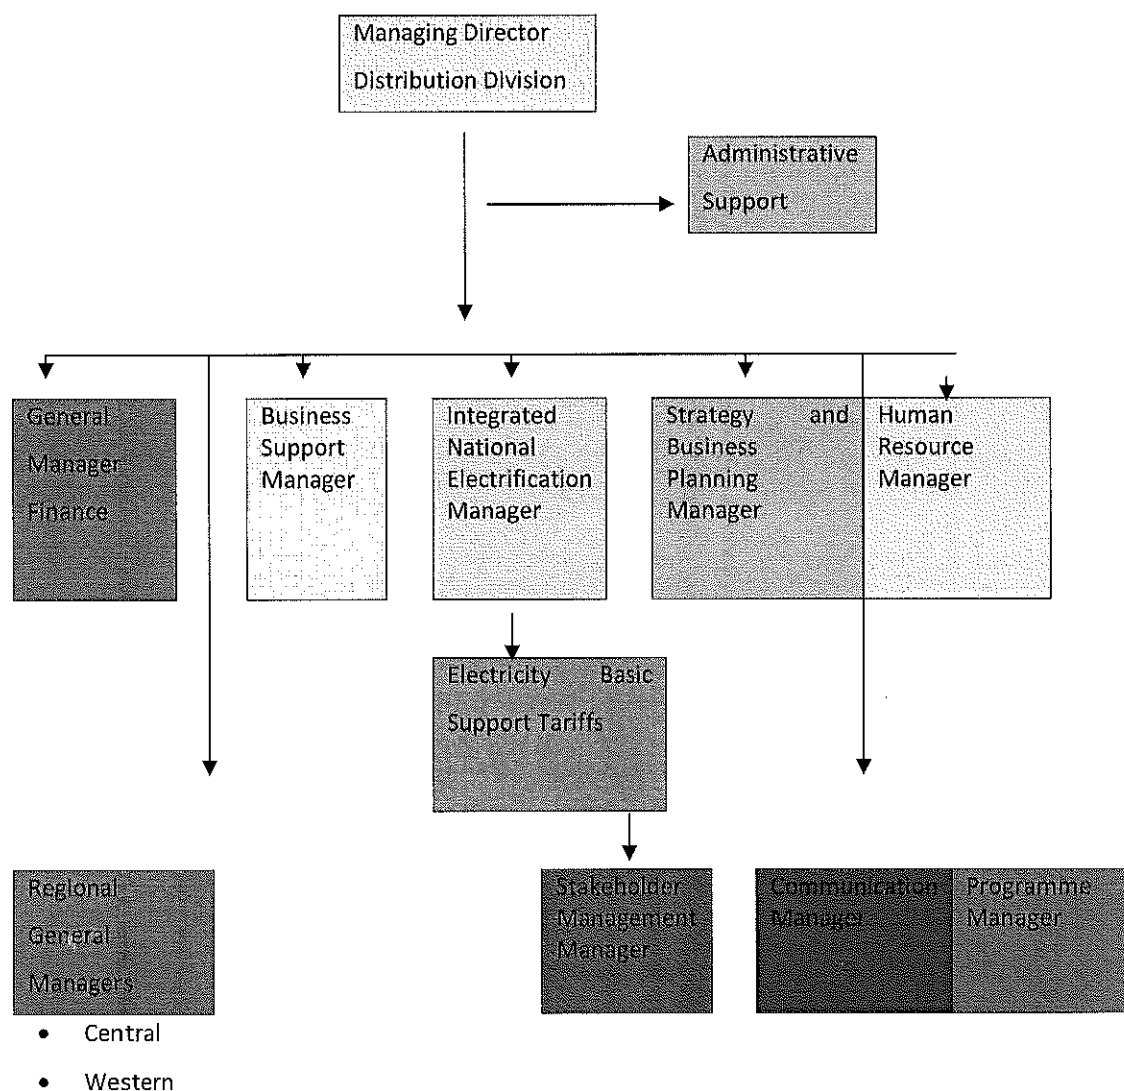 Managing Director
Distribution Division
Administrative
Support
General
Manager
Finance
Business
Support
Manager
Integrated
National
Electrification
Manager
Strategy and
Business
Planning
Manager
Human
Resource
Manager
Electricity Basic
Support Tariffs
Regional
General
Managers
Stakeholder
Management
Manager
Communication
Manager
Programme
Manager
• Central
• Western